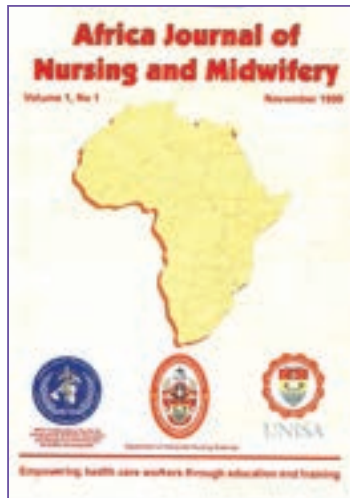 Africa Journal of
Nursing and Midwifery
Volume 1, No 1 November 1999
UNISA
Empowering health care workers through education and training